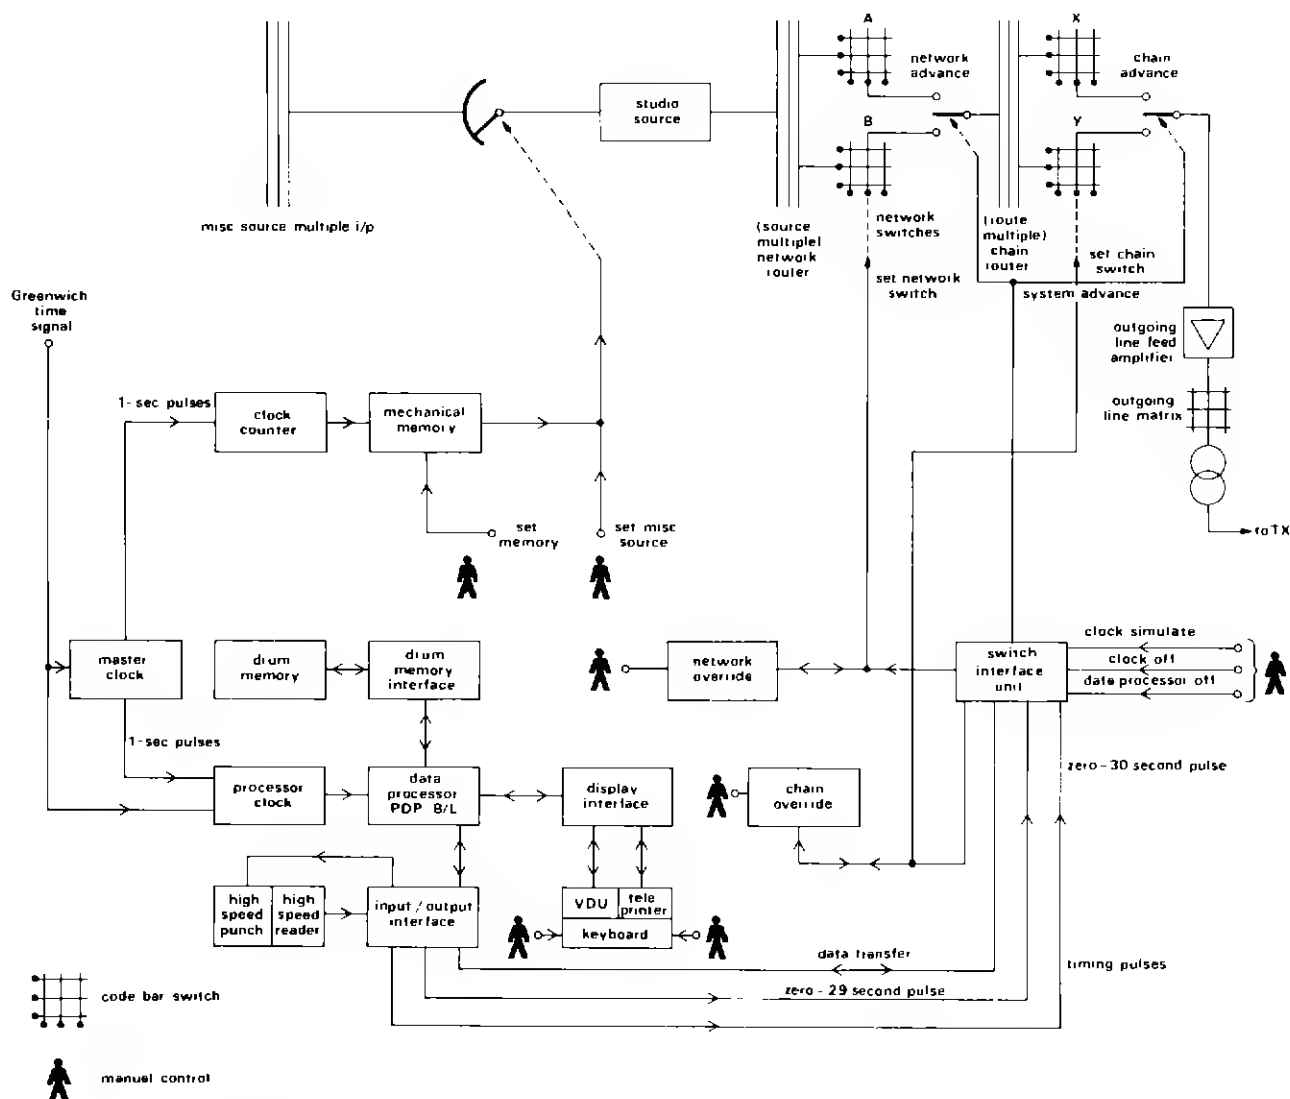 A
X
network
advance
chain
advance
studio
source
B
Y
misc source multiple i/p
(source
multiple)
network
router
network
switches
(route
multiple)
chain
router
set chain
switch
set network
switch
system advance
Greenwich
time
signal
outgoing
line feed
amplifier
1-sec pulses
clock
counter
mechanical
memory
outgoing
line matrix
set
memory
set misc
source
toTX
master
clock
drum
memory
drum
memory
interface
network
override
switch
interface
unit
clock simulate
clock off
date processor off
1-sec pulses
zero-30 second pulse
processor
clock
data
processor
PDP 8/L
display
interface
chain
override
high
speed
punch
high
speed
reader
input/output
interface
VDU
tele
printer
keyboard
data transfer
timing pulses
zero-29 second pulse
code bar switch
manual control